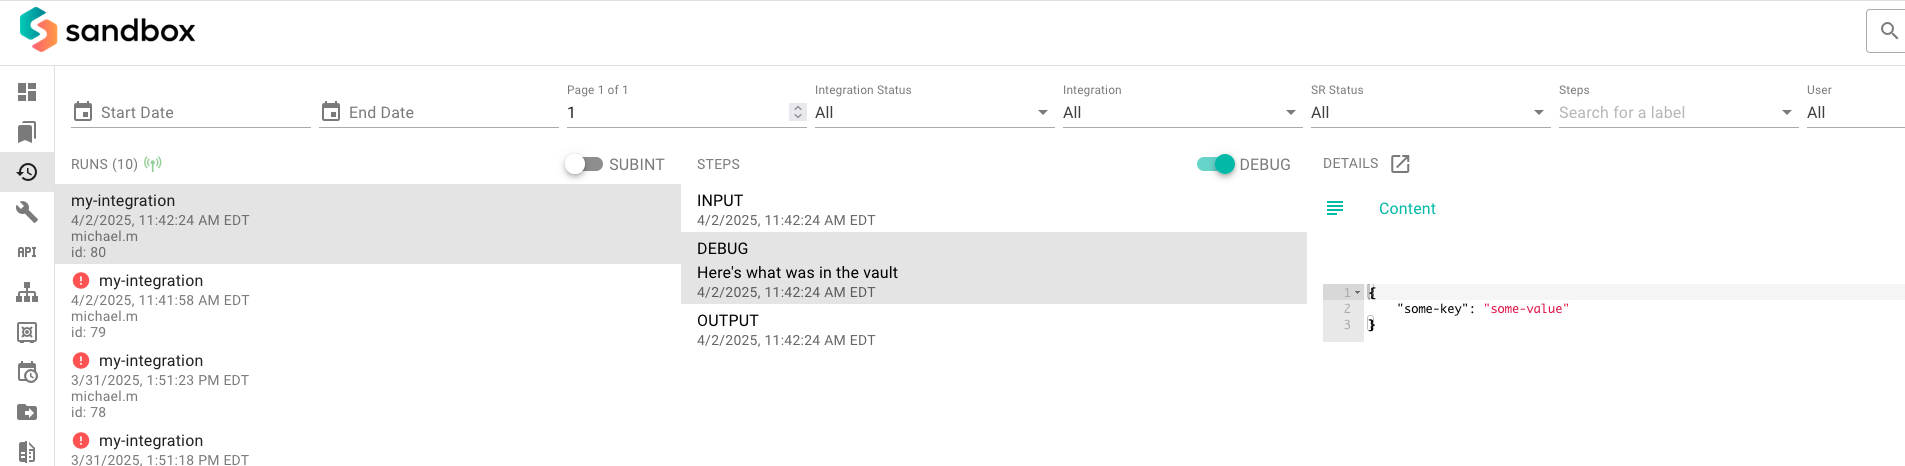 sandbox
Start Date
End Date
Page 1 of 1
1
Integration Status
All
Integration
All
SR Status
All
Steps
Search for a label
User
All
RUNS (10)
SUBINT
STEPS
DEBUG
DETAILS
my-integration
4/2/2025, 11:42:24 AM EDT
michael.m
id: 80
my-integration
4/2/2025, 11:41:58 AM EDT
michael.m
id: 79
my-integration
3/31/2025, 1:51:23 PM EDT
michael.m
id: 78
my-integration
3/31/2025, 1:51:18 PM EDT
INPUT
4/2/2025, 11:42:24 AM EDT
DEBUG
Here's what was in the vault
4/2/2025, 11:42:24 AM EDT
OUTPUT
4/2/2025, 11:42:24 AM EDT
Content
1 {
2 "some-key": "some-value"
3 }
API